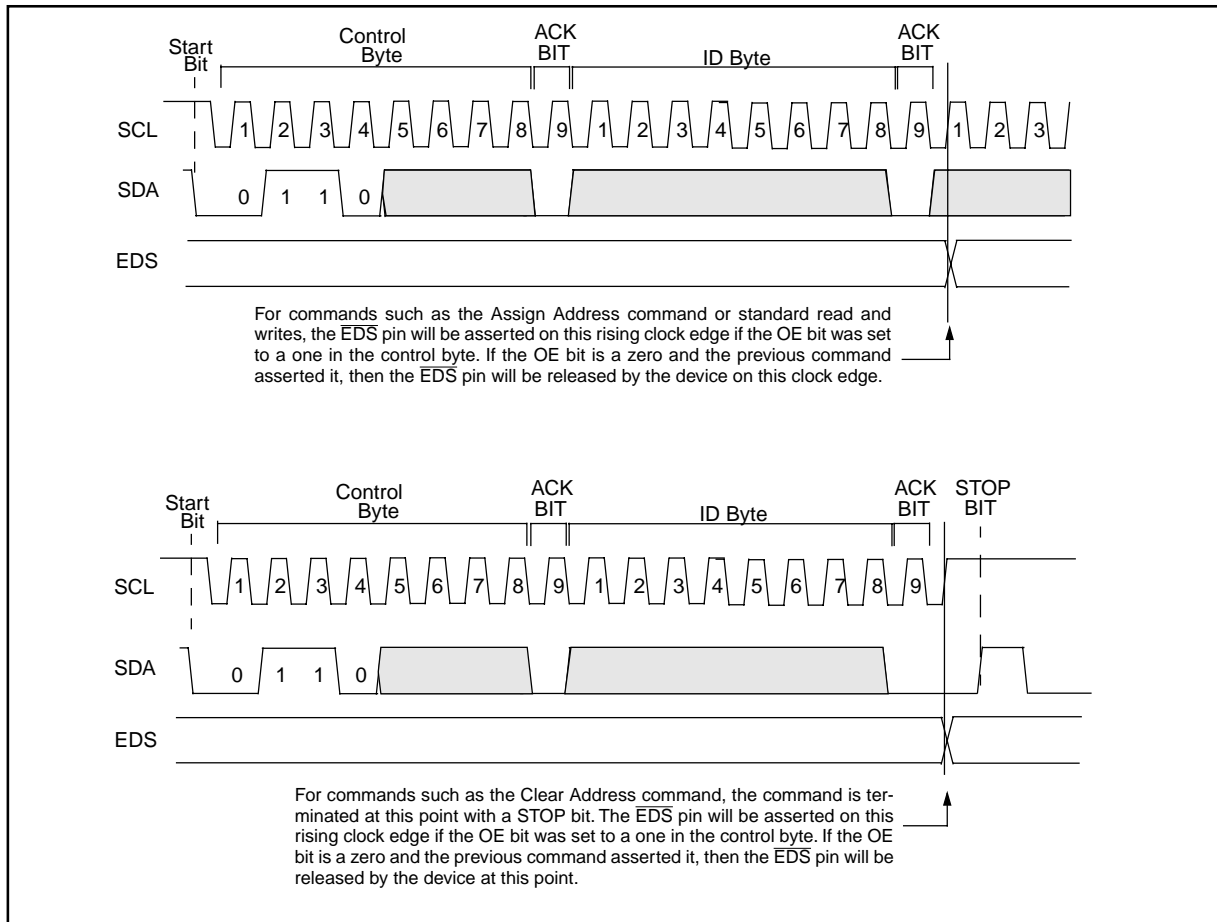 Start
Bit
Control
Byte
ACK
BIT
ID Byte
ACK
BIT
SCL
1 2 3 4 5 6 7 8 9 1 2 3 4 5 6 7 8 9 1 2 3
SDA
0 1 1 0
EDS
For commands such as the Assign Address command or standard read and
writes, the EDS pin will be asserted on this rising clock edge if the OE bit was set
to a one in the control byte. If the OE bit is a zero and the previous command
asserted it, then the EDS pin will be released by the device on this clock edge.
Start
Bit
Control
Byte
ACK
BIT
ID Byte
ACK
BIT
STOP
BIT
SCL
1 2 3 4 5 6 7 8 9 1 2 3 4 5 6 7 8 9
SDA
0 1 1 0
EDS
For commands such as the Clear Address command, the command is ter-
minated at this point with a STOP bit. The EDS pin will be asserted on this
rising clock edge if the OE bit was set to a one in the control byte. If the OE
bit is a zero and the previous command asserted it, then the EDS pin will be
released by the device at this point.